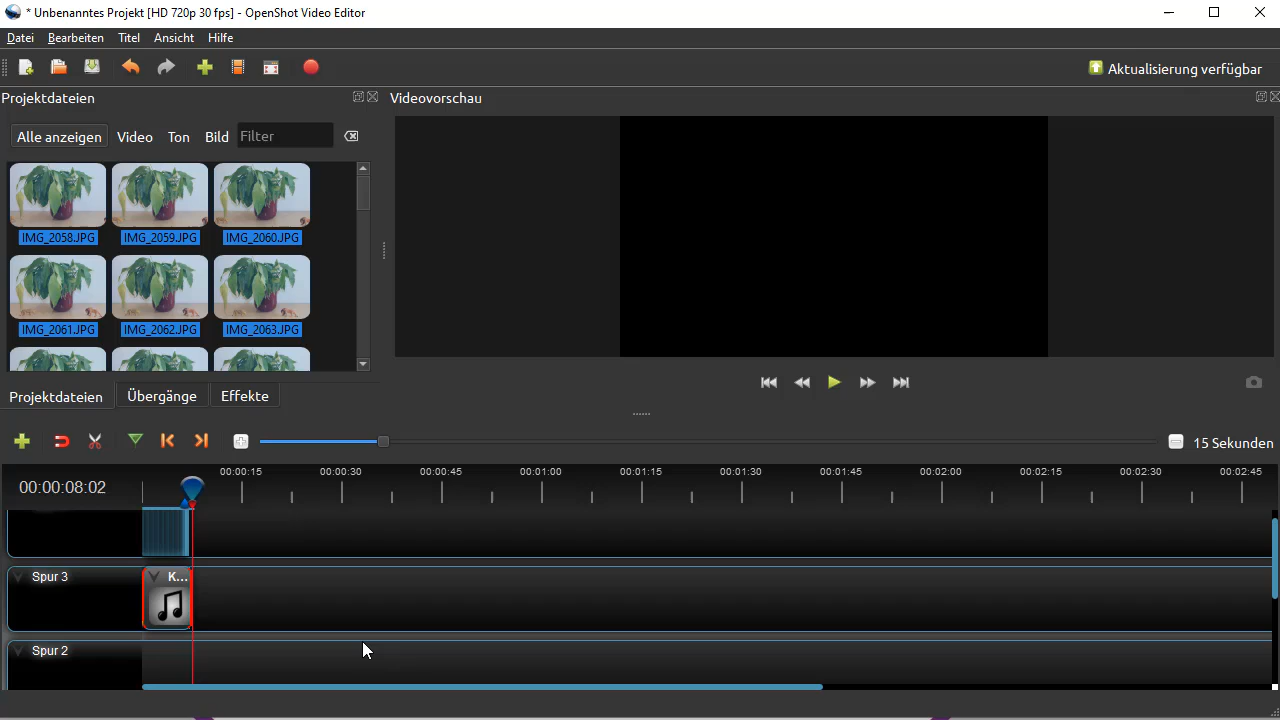 * Unbenanntes Projekt [HD 720p 30 fps] - OpenShot Video Editor
Datei Bearbeiten Titel Ansicht Hilfe
Aktualisierung verfügbar
Projektdateien
Videovorschau
Alle anzeigen Video Ton Bild Filter
IMG_2058.JPG IMG_2059.JPG IMG_2060.JPG
IMG_2061.JPG IMG_2062.JPG IMG_2063.JPG
Projektdateien Übergänge Effekte
15 Sekunden
00:00:08:02
00:00:15 00:00:30 00:00:45 00:01:00 00:01:15 00:01:30 00:01:45 00:02:00 00:02:15 00:02:30 00:02:45
Spur 3 K...
Spur 2